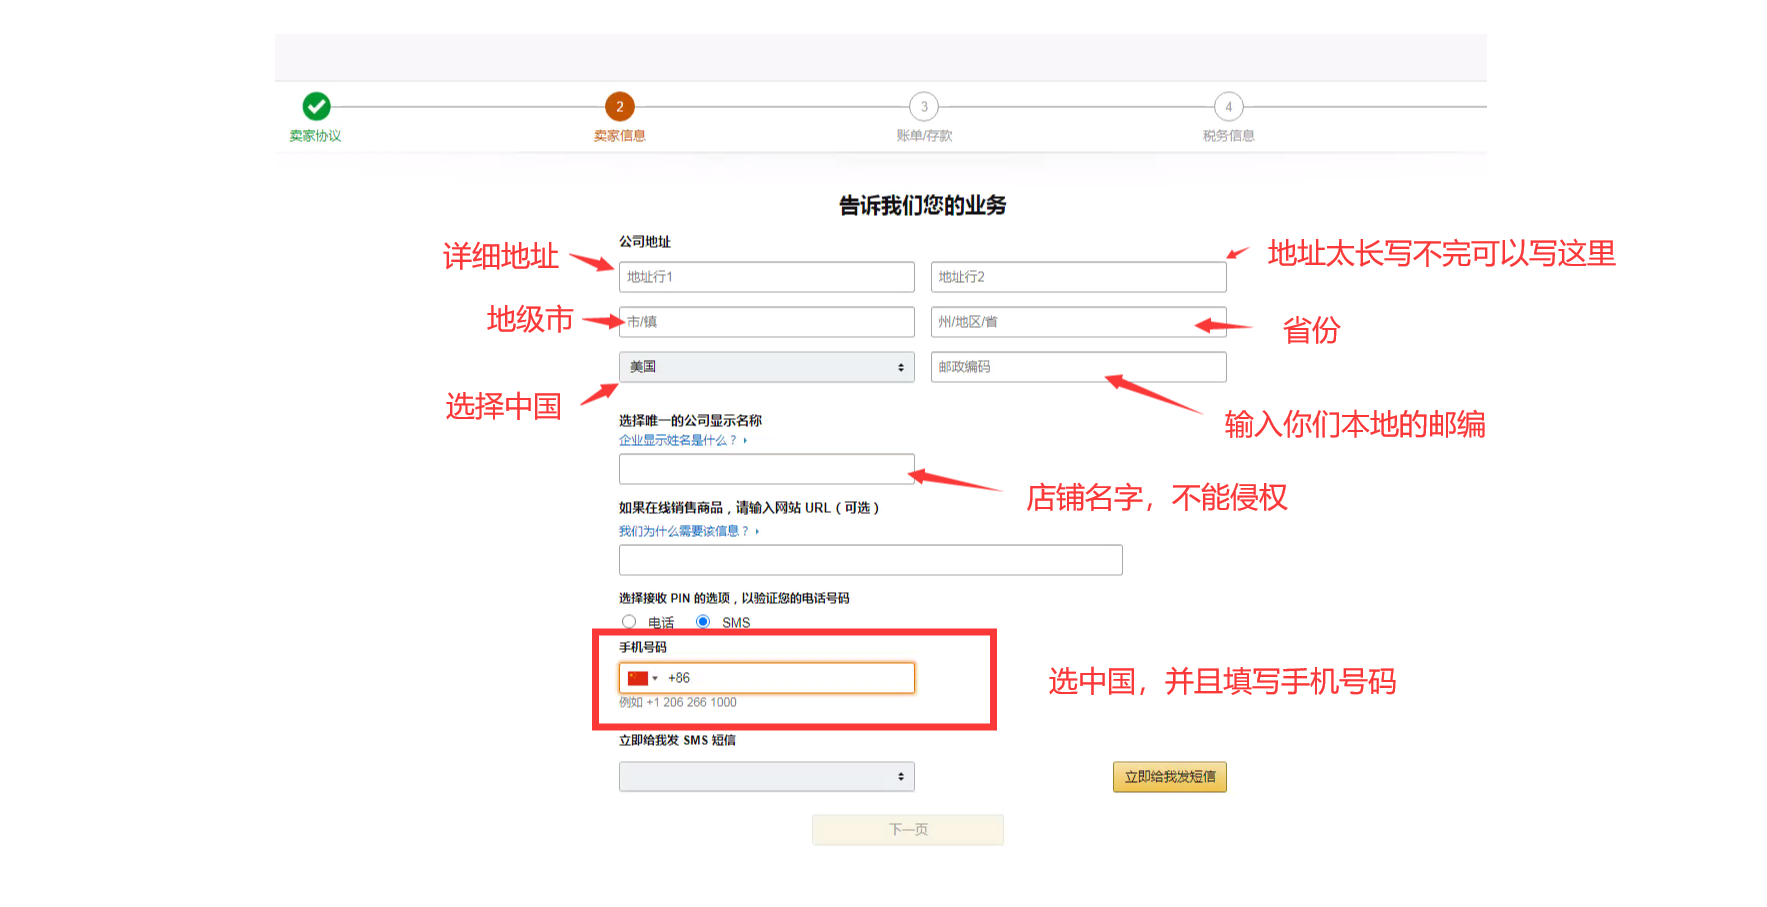 2
3
4
卖家协议
卖家信息
账单/存款
税务信息
告诉我们您的业务
公司地址
详细地址
地址太长写不完可以写这里
地址行1
地址行2
地级市
市/镇
州/地区/省
省份
美国
邮政编码
选择中国
输入你们本地的邮编
选择唯一的公司显示名称
企业显示姓名是什么？
店铺名字，不能侵权
如果在线销售商品，请输入网站 URL（可选）
我们为什么需要该信息？
选择接收 PIN 的选项，以验证您的电话号码
电话
SMS
手机号码
+86
选中国，并且填写手机号码
例如 +1 206 266 1000
立即给我发 SMS 短信
立即给我发短信
下一页